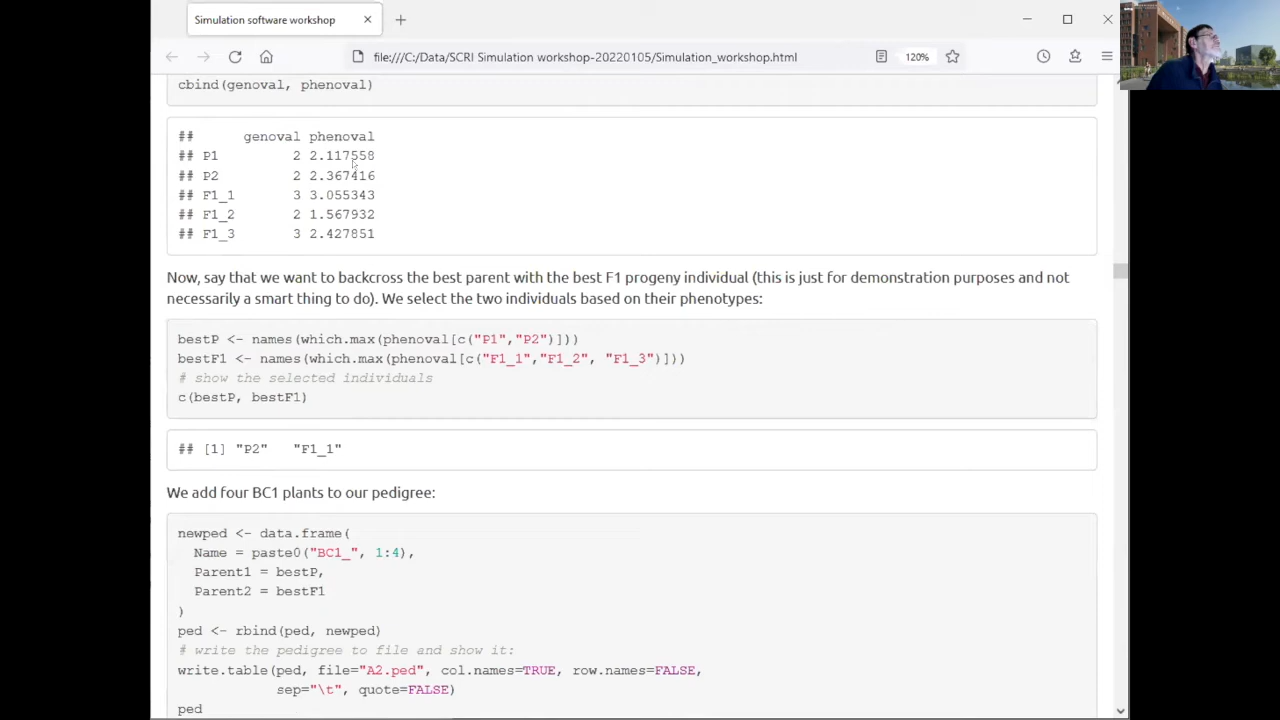 Simulation software workshop
file:///C:/Data/SCRI Simulation workshop-20220105/Simulation_workshop.html
120%
cbind(genoval, phenoval)
## genoval phenoval
## P1 2 2.117558
## P2 2 2.367416
## F1_1 3 3.055343
## F1_2 2 1.567932
## F1_3 3 2.427851
Now, say that we want to backcross the best parent with the best F1 progeny individual (this is just for demonstration purposes and not
necessarily a smart thing to do). We select the two individuals based on their phenotypes:
bestP <- names(which.max(phenoval[c("P1","P2")]))
bestF1 <- names(which.max(phenoval[c("F1_1","F1_2", "F1_3")]))
# show the selected individuals
c(bestP, bestF1)
## [1] "P2" "F1_1"
We add four BC1 plants to our pedigree:
newped <- data.frame(
Name = paste0("BC1_", 1:4),
Parent1 = bestP,
Parent2 = bestF1
)
ped <- rbind(ped, newped)
# write the pedigree to file and show it:
write.table(ped, file="A2.ped", col.names=TRUE, row.names=FALSE,
sep="\t", quote=FALSE)
ped